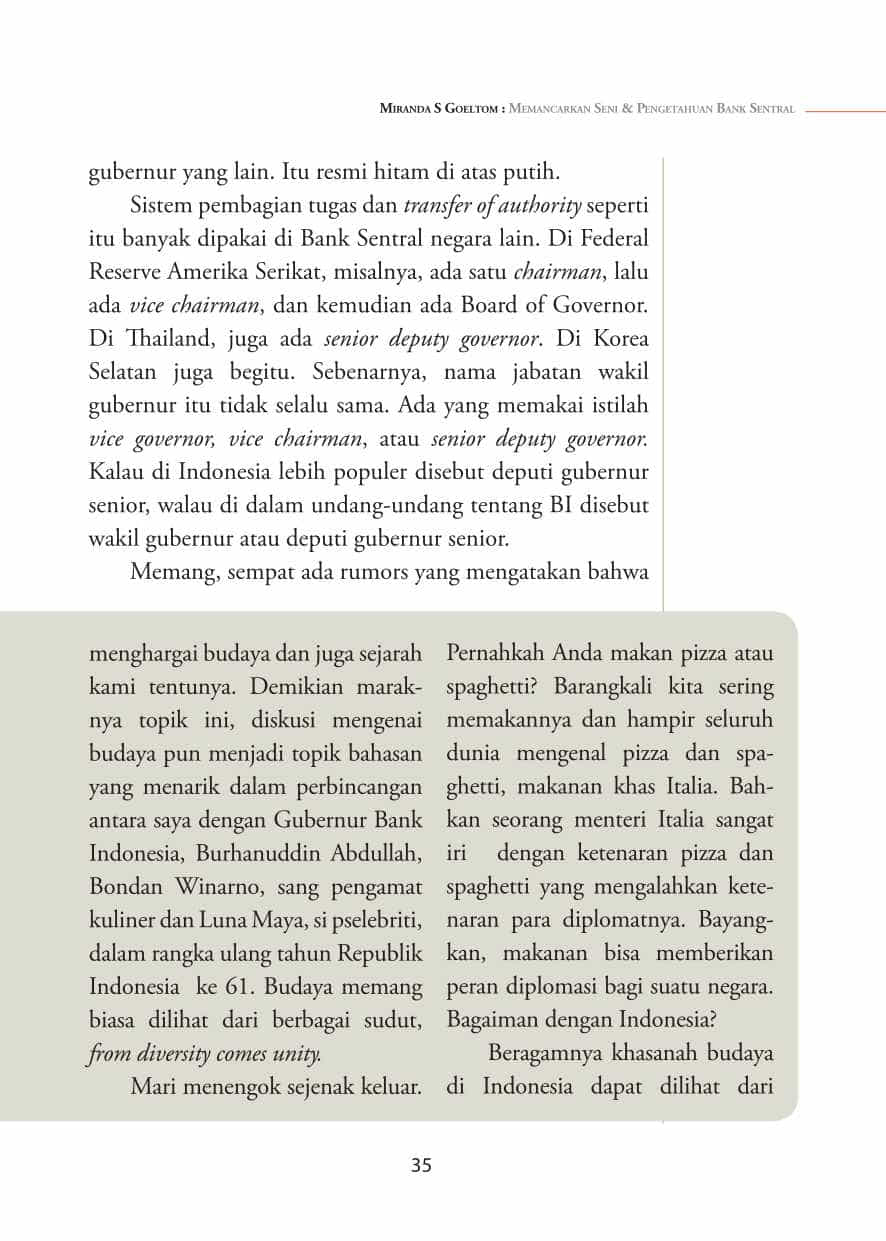 MIRANDA S GOELTOM : MEMANCARKAN SENI & PENGETAHUAN BANK SENTRAL
gubernur yang lain. Itu resmi hitam di atas putih.
Sistem pembagian tugas dan transfer of authority seperti
itu banyak dipakai di Bank Sentral negara lain. Di Federal
Reserve Amerika Serikat, misalnya, ada satu chairman, lalu
ada vice chairman, dan kemudian ada Board of Governor.
Di Thailand, juga ada senior deputy governor. Di Korea
Selatan juga begitu. Sebenarnya, nama jabatan wakil
gubernur itu tidak selalu sama. Ada yang memakai istilah
vice governor, vice chairman, atau senior deputy governor.
Kalau di Indonesia lebih populer disebut deputi gubernur
senior, walau di dalam undang-undang tentang BI disebut
wakil gubernur atau deputi gubernur senior.
Memang, sempat ada rumors yang mengatakan bahwa
menghargai budaya dan juga sejarah
kami tentunya. Demikian marak-
nya topik ini, diskusi mengenai
budaya pun menjadi topik bahasan
yang menarik dalam perbincangan
antara saya dengan Gubernur Bank
Indonesia, Burhanuddin Abdullah,
Bondan Winarno, sang pengamat
kuliner dan Luna Maya, si pselebriti,
dalam rangka ulang tahun Republik
Indonesia ke 61. Budaya memang
biasa dilihat dari berbagai sudut,
from diversity comes unity.
Mari menengok sejenak keluar.
Pernahkah Anda makan pizza atau
spaghetti? Barangkali kita sering
memakannya dan hampir seluruh
dunia mengenal pizza dan spa-
ghetti, makanan khas Italia. Bah-
kan seorang menteri Italia sangat
iri dengan ketenaran pizza dan
spaghetti yang mengalahkan kete-
naran para diplomatnya. Bayang-
kan, makanan bisa memberikan
peran diplomasi bagi suatu negara.
Bagaiman dengan Indonesia?
Beragamnya khasanah budaya
di Indonesia dapat dilihat dari
35